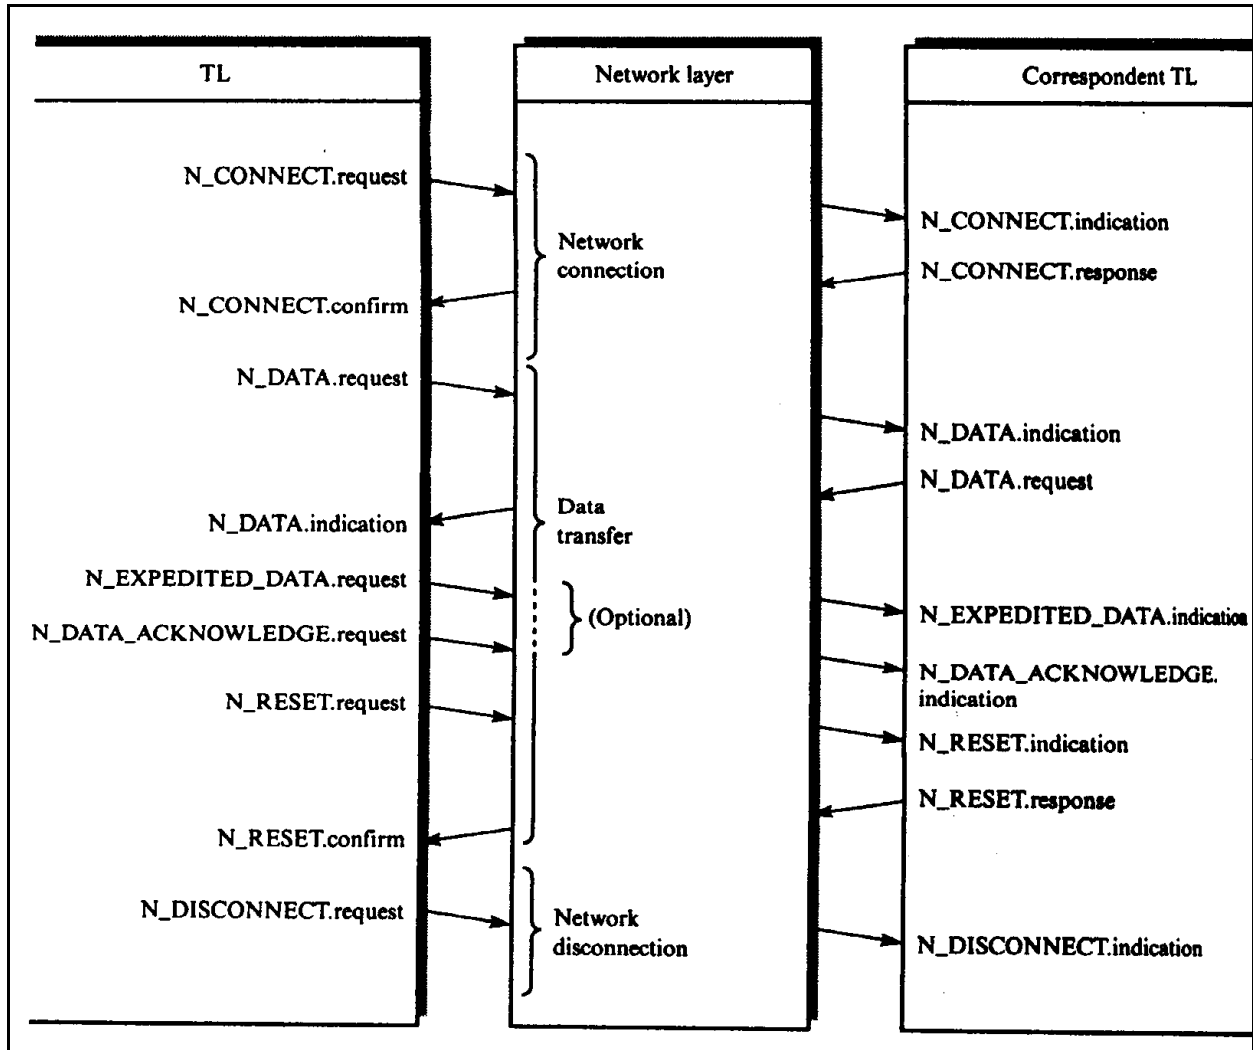 TL
Network layer
Correspondent TL
N_CONNECT.request
N_CONNECT.indication
Network
connection
N_CONNECT.response
N_CONNECT.confirm
N_DATA.request
N_DATA.indication
N_DATA.request
Data
transfer
N_DATA.indication
N_EXPEDITED_DATA.request
(Optional)
N_EXPEDITED_DATA.indication
N_DATA_ACKNOWLEDGE.request
N_DATA_ACKNOWLEDGE.
indication
N_RESET.request
N_RESET.indication
N_RESET.response
N_RESET.confirm
N_DISCONNECT.request
Network
disconnection
N_DISCONNECT.indication